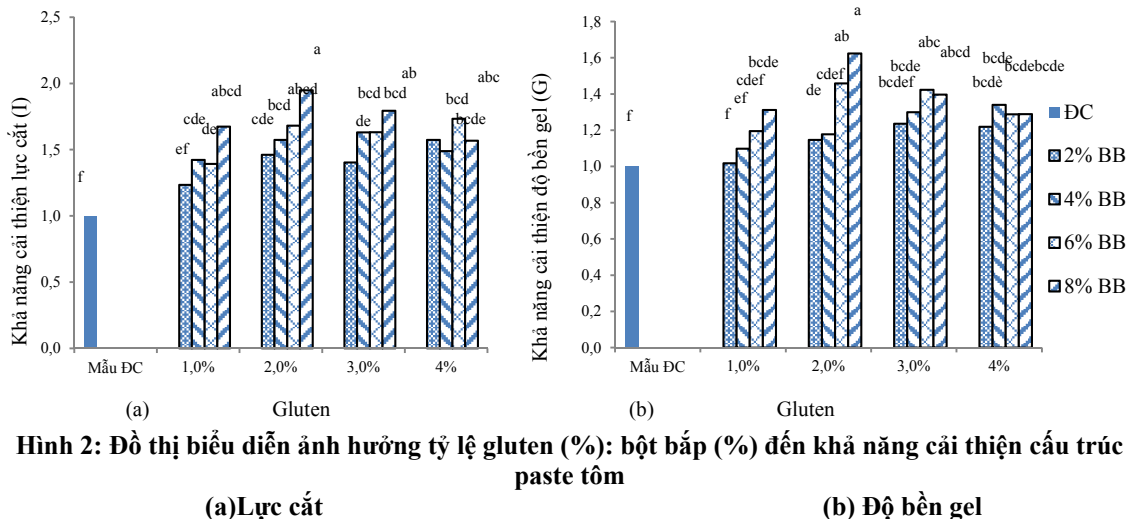 Khả năng cải thiện lực cắt (I)
2,5
2,0
1,5
1,0
0,5
0,0
f
ef
cde
de
abcd
cde
bcd
abcd
a
de
bcd
bcd
ab
bcd
abc
bcde
Mẫu ĐC
1,0%
2,0%
3,0%
4%
(a)
Gluten
Khả năng cải thiện độ bền gel (G)
1,8
1,6
1,4
1,2
1,0
0,8
0,6
0,4
0,2
0,0
f
f
ef
cdef
bcde
de
cdef
ab
a
bcdef
bcde
abc
abcd
bcdè
bcde
bcdebcde
Mẫu ĐC
1,0%
2,0%
3,0%
4%
(b)
Gluten
ĐC
2% BB
4% BB
6% BB
8% BB
Hình 2: Đồ thị biểu diễn ảnh hưởng tỷ lệ gluten (%): bột bắp (%) đến khả năng cải thiện cấu trúc
paste tôm
(a)Lực cắt (b) Độ bền gel